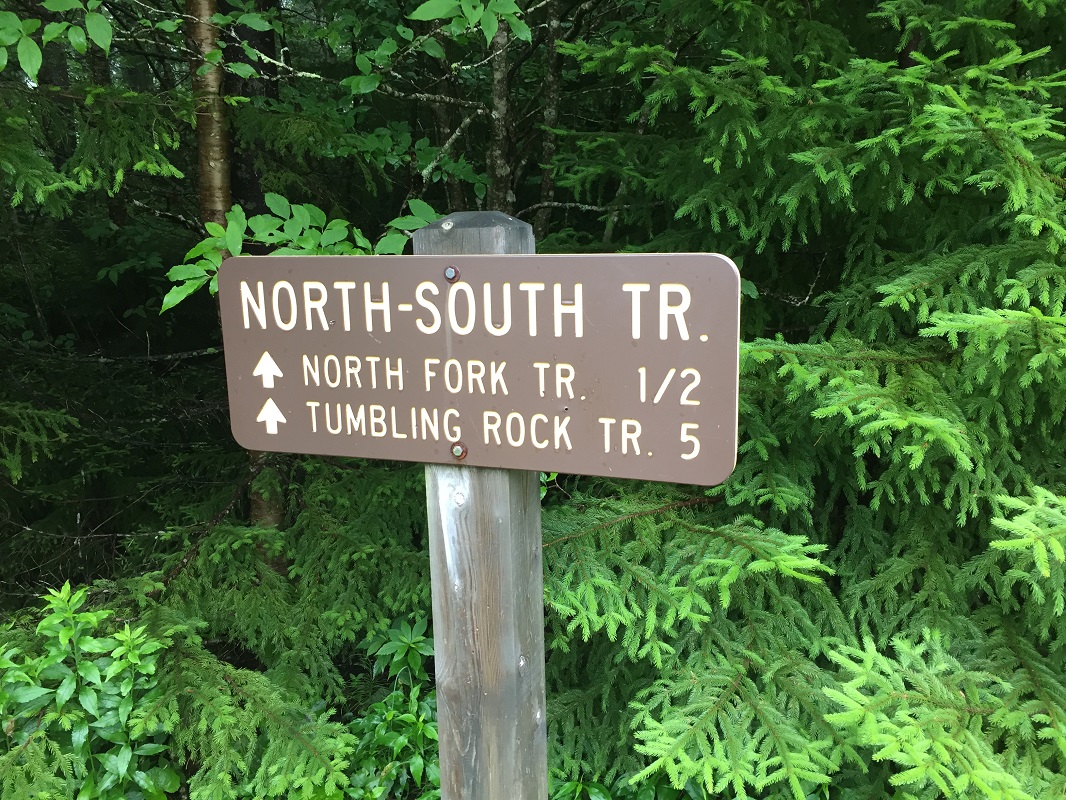 NORTH-SOUTH TR.
NORTH FORK TR. 1/2
TUMBLING ROCK TR. 5